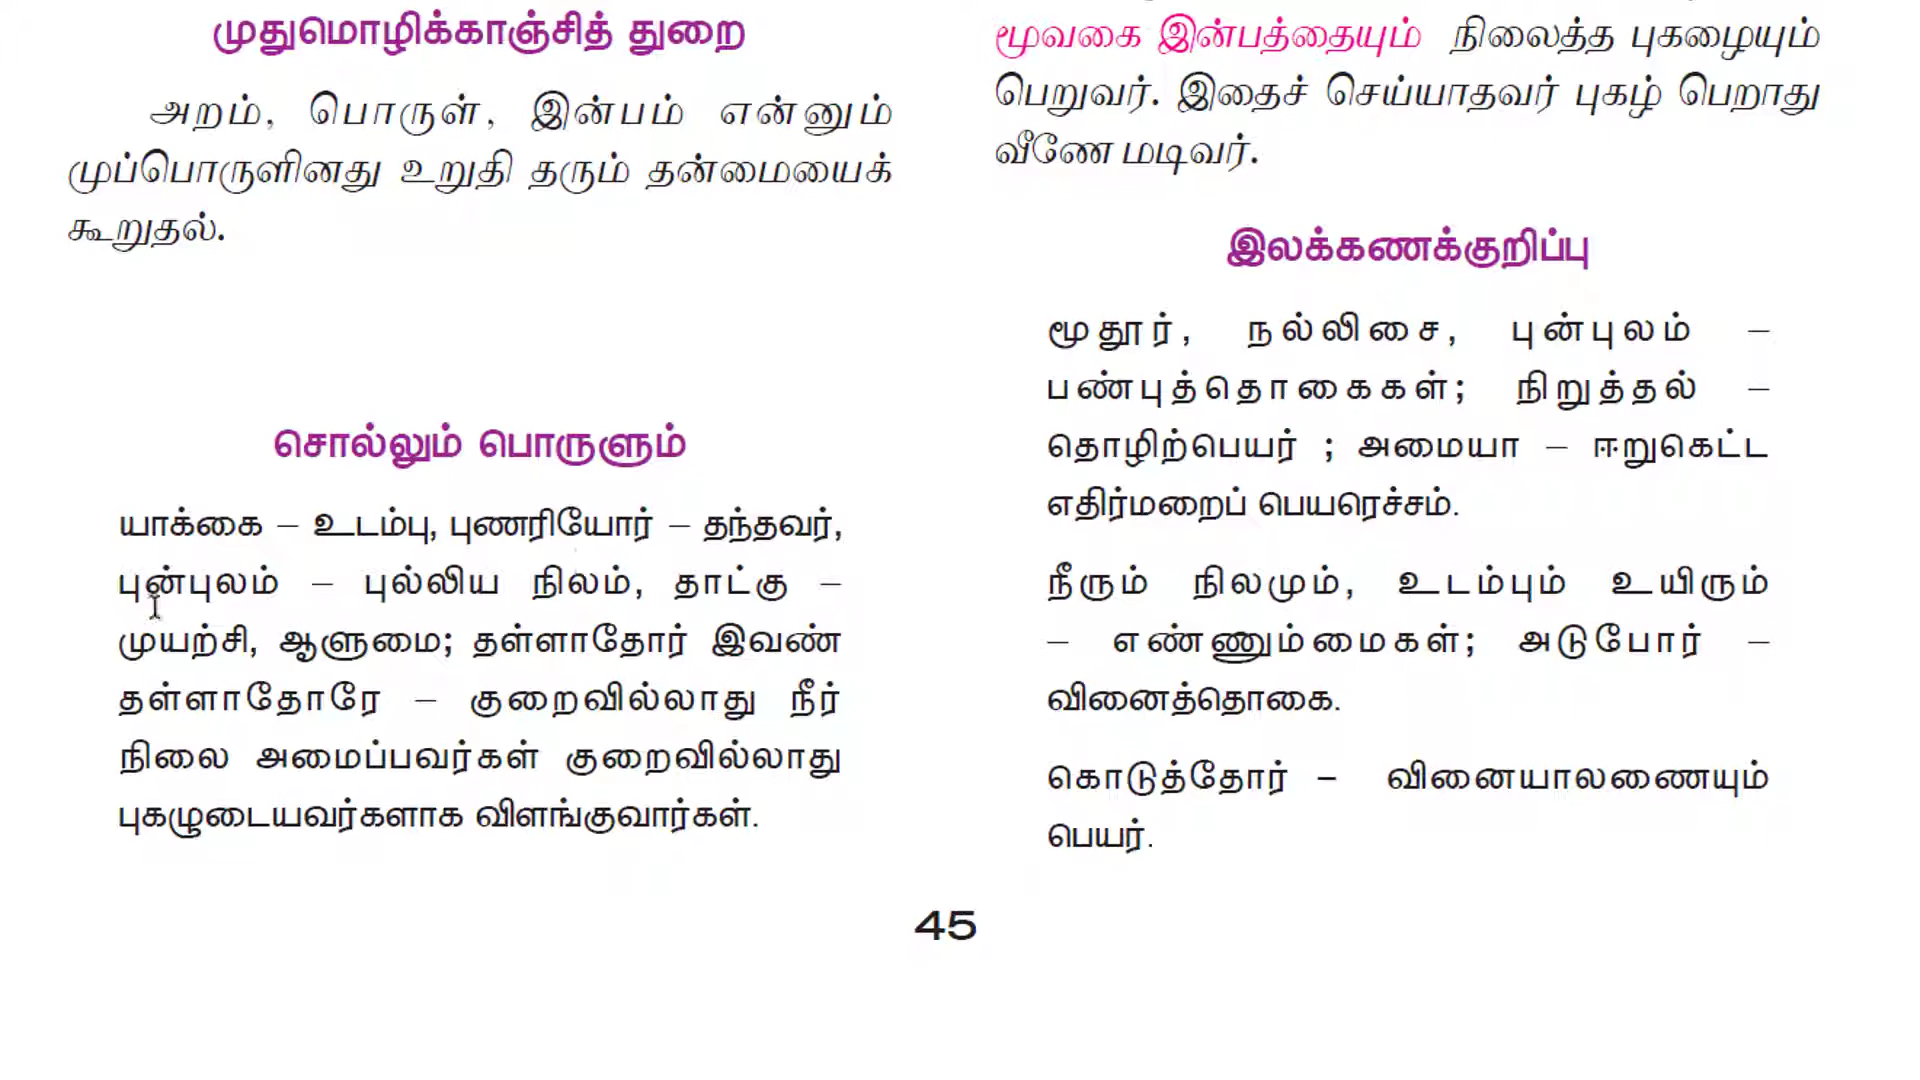 முதுமொழிக்காஞ்சித் துறை
அறம், பொருள், இன்பம் என்னும்
முப்பொருளினது உறுதி தரும் தன்மையைக்
கூறுதல்.
சொல்லும் பொருளும்
யாக்கை – உடம்பு, புணரியோர் – தந்தவர்,
புன்புலம் – புல்லிய நிலம், தாட்கு –
முயற்சி, ஆளுமை; தள்ளாதோர் இவண்
தள்ளாதோரே – குறைவில்லாது நீர்
நிலை அமைப்பவர்கள் குறைவில்லாது
புகழுடையவர்களாக விளங்குவார்கள்.
மூவகை இன்பத்தையும் நிலைத்த புகழையும்
பெறுவர். இதைச் செய்யாதவர் புகழ் பெறாது
வீணே மடிவர்.
இலக்கணக்குறிப்பு
மூதூர், நல்லிசை, புன்புலம் –
பண்புத்தொகைகள்; நிறுத்தல் –
தொழிற்பெயர் ; அமையா – ஈறுகெட்ட
எதிர்மறைப் பெயரெச்சம்.
நீரும் நிலமும், உடம்பும் உயிரும்
– எண்ணும்மைகள்; அடுபோர் –
வினைத்தொகை.
கொடுத்தோர் – வினையாலணையும்
பெயர்.
45